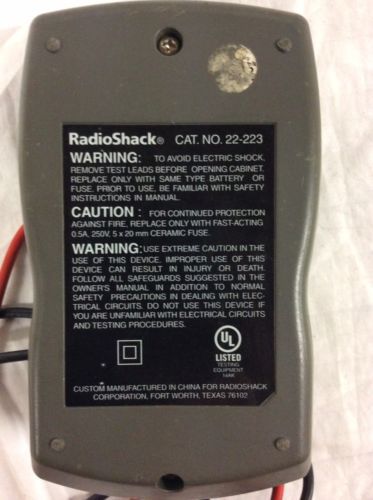 RadioShack® CAT. NO. 22-223
WARNING: TO AVOID ELECTRIC SHOCK,
REMOVE TEST LEADS BEFORE OPENING CABINET.
REPLACE ONLY WITH SAME TYPE BATTERY OR
FUSE. PRIOR TO USE, BE FAMILIAR WITH SAFETY
INSTRUCTIONS IN MANUAL.
CAUTION : FOR CONTINUED PROTECTION
AGAINST FIRE, REPLACE ONLY WITH FAST-ACTING
0.5A, 250V, 5 x 20 mm CERAMIC FUSE.
WARNING: USE EXTREME CAUTION IN THE
USE OF THIS DEVICE. IMPROPER USE OF THIS
DEVICE CAN RESULT IN INJURY OR DEATH.
FOLLOW ALL SAFEGUARDS SUGGESTED IN THE
OWNER'S MANUAL IN ADDITION TO NORMAL
SAFETY PRECAUTIONS IN DEALING WITH ELEC-
TRICAL CIRCUITS. DO NOT USE THIS DEVICE IF
YOU ARE UNFAMILIAR WITH ELECTRICAL CIRCUITS
AND TESTING PROCEDURES.
UL
LISTED
TESTING
EQUIPMENT
CUSTOM MANUFACTURED IN CHINA FOR RADIOSHACK
CORPORATION, FORT WORTH, TEXAS 76102